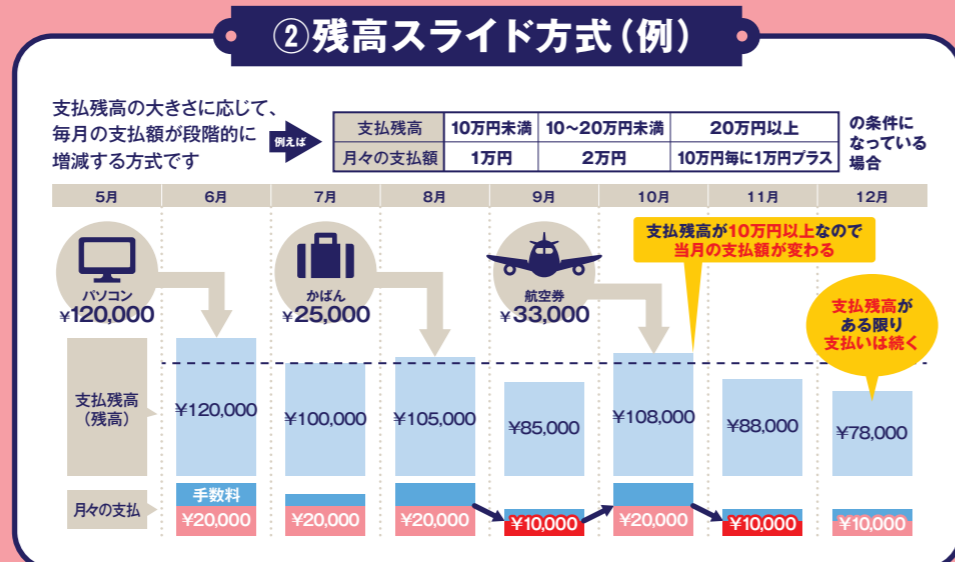 ②残高スライド方式（例）
支払残高の大きさに応じて、
毎月の支払額が段階的に
増減する方式です
例えば
支払残高 10万円未満 10〜20万円未満 20万円以上
月々の支払額 1万円 2万円 10万円毎に1万円プラス
の条件に
なっている
場合
5月 6月 7月 8月 9月 10月 11月 12月
支払残高が10万円以上なので
当月の支払額が変わる
パソコン
¥120,000
かばん
¥25,000
航空券
¥33,000
支払残高が
ある限り
支払いは続く
支払残高
（残高）
¥120,000 ¥100,000 ¥105,000 ¥85,000 ¥108,000 ¥88,000 ¥78,000
手数料
月々の支払
¥20,000 ¥20,000 ¥20,000 ¥10,000 ¥20,000 ¥10,000 ¥10,000